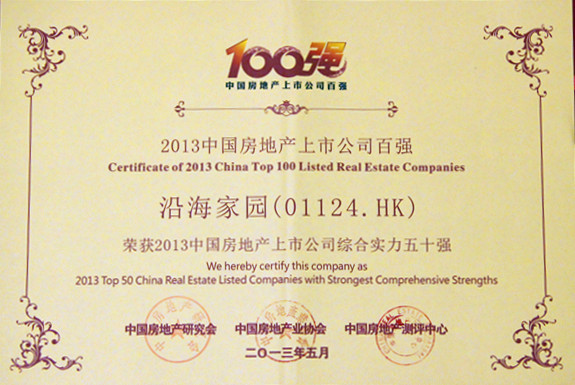 100强
中国房地产上市公司百强
2013中国房地产上市公司百强
Certificate of 2013 China Top 100 Listed Real Estate Companies
沿海家园(01124.HK)
荣获2013中国房地产上市公司综合实力五十强
We hereby certify this company as
2013 Top 50 China Real Estate Listed Companies with Strongest Comprehensive Strengths
中国房地产研究会 中国房地产业协会 中国房地产测评中心
二〇一三年五月